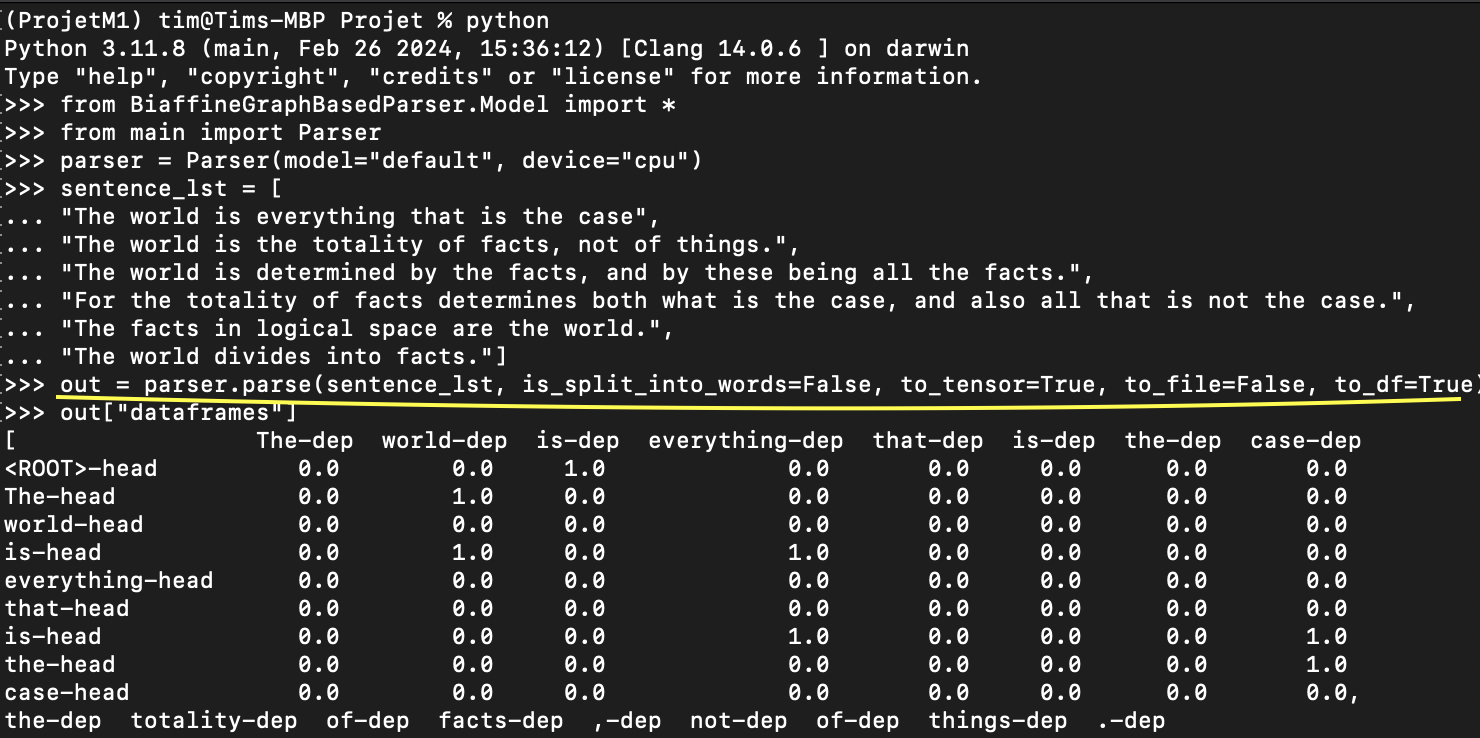 (ProjetM1) tim@Tims-MBP Projet % python
Python 3.11.8 (main, Feb 26 2024, 15:36:12) [Clang 14.0.6 ] on darwin
Type "help", "copyright", "credits" or "license" for more information.
>>> from BiaffineGraphBasedParser.Model import *
>>> from main import Parser
>>> parser = Parser(model="default", device="cpu")
>>> sentence_lst = [
... "The world is everything that is the case",
... "The world is the totality of facts, not of things.",
... "The world is determined by the facts, and by these being all the facts.",
... "For the totality of facts determines both what is the case, and also all that is not the case.",
... "The facts in logical space are the world.",
... "The world divides into facts."]
>>> out = parser.parse(sentence_lst, is_split_into_words=False, to_tensor=True, to_file=False, to_df=True)
>>> out["dataframes"]
[                 The-dep  world-dep  is-dep  everything-dep  that-dep  is-dep  the-dep  case-dep
<ROOT>-head          0.0        0.0     1.0             0.0       0.0     0.0      0.0       0.0
The-head             0.0        1.0     0.0             0.0       0.0     0.0      0.0       0.0
world-head           0.0        0.0     0.0             0.0       0.0     0.0      0.0       0.0
is-head              0.0        1.0     0.0             1.0       0.0     0.0      0.0       0.0
everything-head      0.0        0.0     0.0             0.0       0.0     0.0      0.0       0.0
that-head            0.0        0.0     0.0             0.0       0.0     0.0      0.0       0.0
is-head              0.0        0.0     0.0             1.0       0.0     0.0      0.0       1.0
the-head             0.0        0.0     0.0             0.0       0.0     0.0      0.0       1.0
case-head            0.0        0.0     0.0             0.0       0.0     0.0      0.0       0.0,
the-dep  totality-dep  of-dep  facts-dep  ,-dep  not-dep  of-dep  things-dep  .-dep